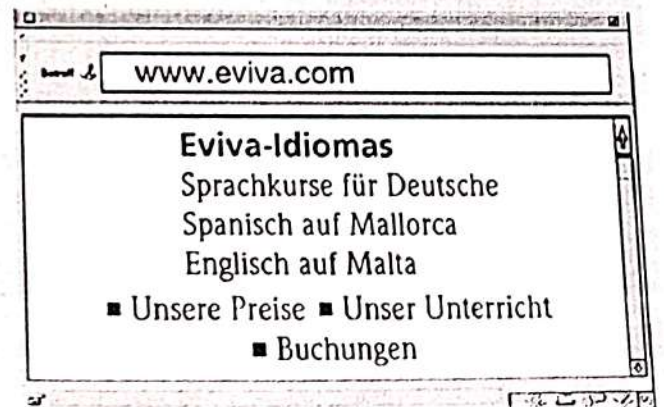 www.eviva.com
Eviva-Idiomas
Sprachkurse für Deutsche
Spanisch auf Mallorca
Englisch auf Malta
■ Unsere Preise ■ Unser Unterricht
■ Buchungen